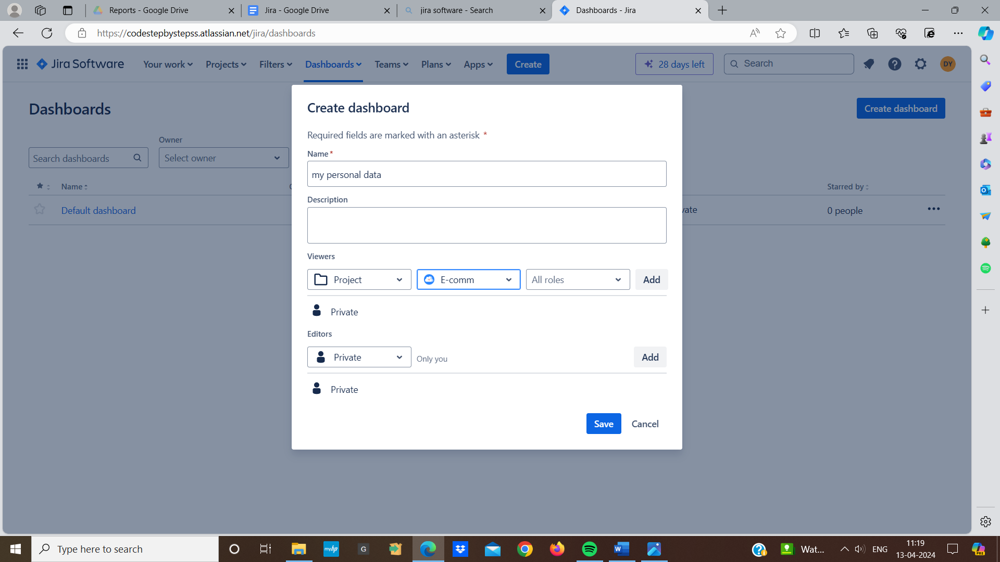 Reports - Google Drive
Jira - Google Drive
jira software - Search
Dashboards - Jira
https://codestepbystepss.atlassian.net/jira/dashboards
Jira Software
Your work
Projects
Filters
Dashboards
Teams
Plans
Apps
Create
28 days left
Search
DY
Dashboards
Create dashboard
Owner
Search dashboards
Select owner
Name
Starred by
Default dashboard
vate
0 people
Create dashboard
Required fields are marked with an asterisk *
Name *
my personal data
Description
Viewers
Project
E-comm
All roles
Add
Private
Editors
Private
Only you
Add
Private
Save
Cancel
Type here to search
myhp
G
W
Wat...
ENG
11:19
13-04-2024
PRE